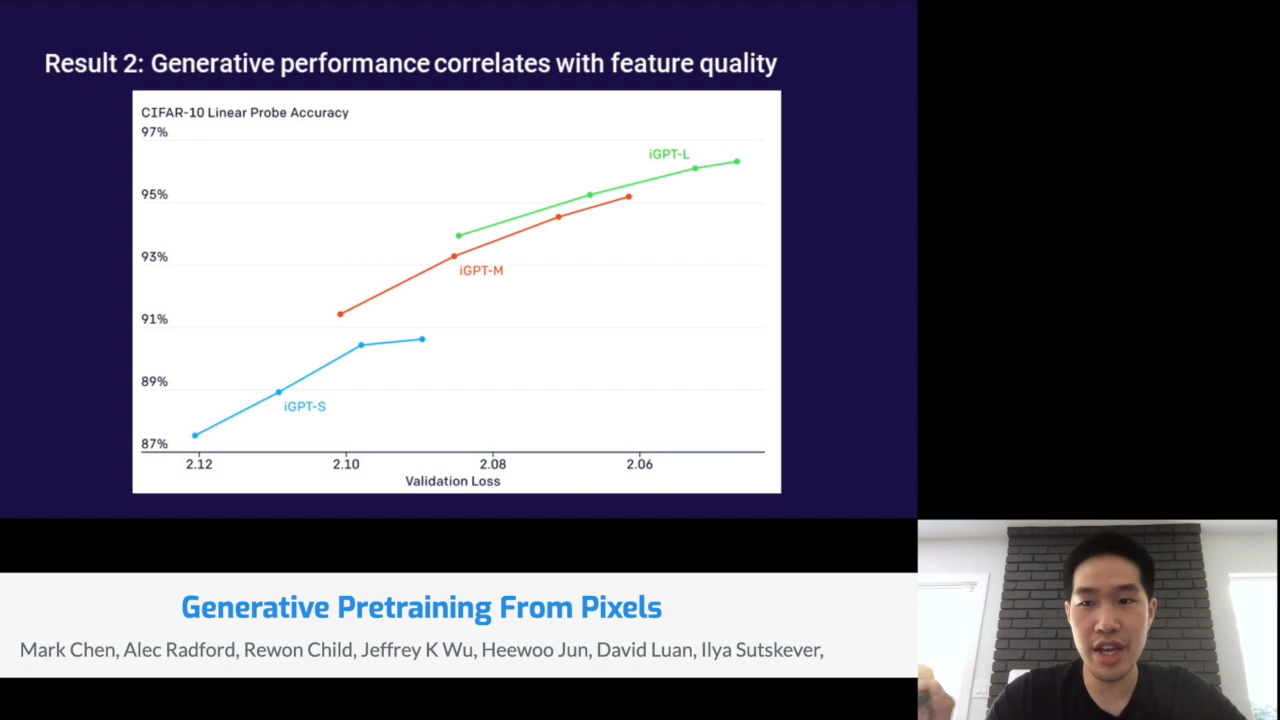 Result 2: Generative performance correlates with feature quality
CIFAR-10 Linear Probe Accuracy
97%
95%
93%
91%
89%
87%
iGPT-L
iGPT-M
iGPT-S
2.12 2.10 2.08 2.06
Validation Loss
Generative Pretraining From Pixels
Mark Chen, Alec Radford, Rewon Child, Jeffrey K Wu, Heewoo Jun, David Luan, Ilya Sutskever,